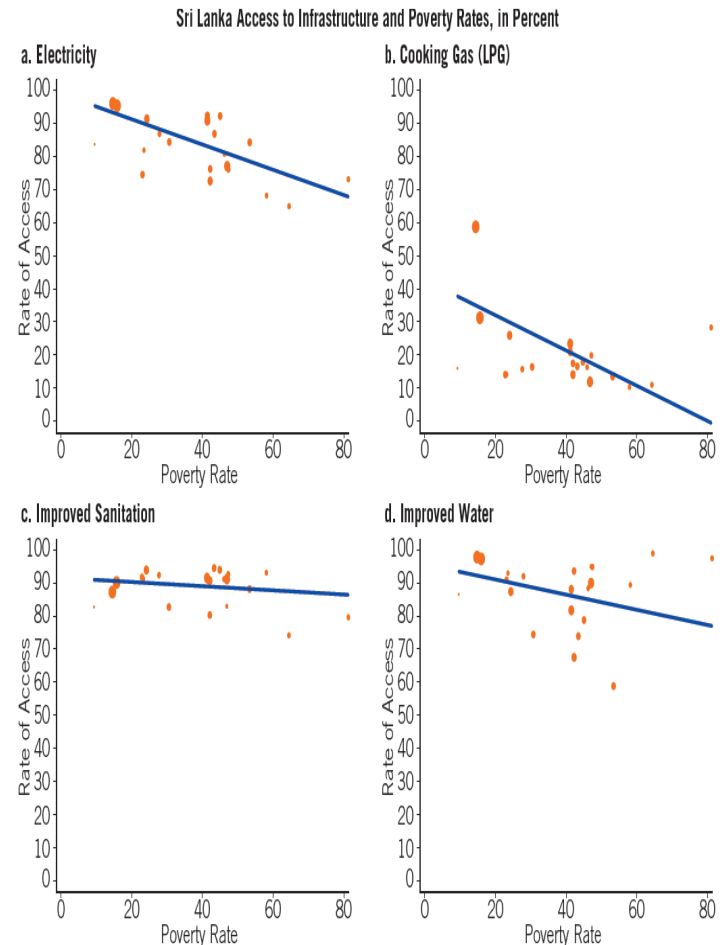 Sri Lanka Access to Infrastructure and Poverty Rates, in Percent
a. Electricity
100
90
80
70
60
50
40
30
20
10
0
Rate of Access
0 20 40 60 80
Poverty Rate
b. Cooking Gas (LPG)
100
90
80
70
60
50
40
30
20
10
0
Rate of Access
0 20 40 60 80
Poverty Rate
c. Improved Sanitation
100
90
80
70
60
50
40
30
20
10
0
Rate of Access
0 20 40 60 80
Poverty Rate
d. Improved Water
100
90
80
70
60
50
40
30
20
10
0
Rate of Access
0 20 40 60 80
Poverty Rate